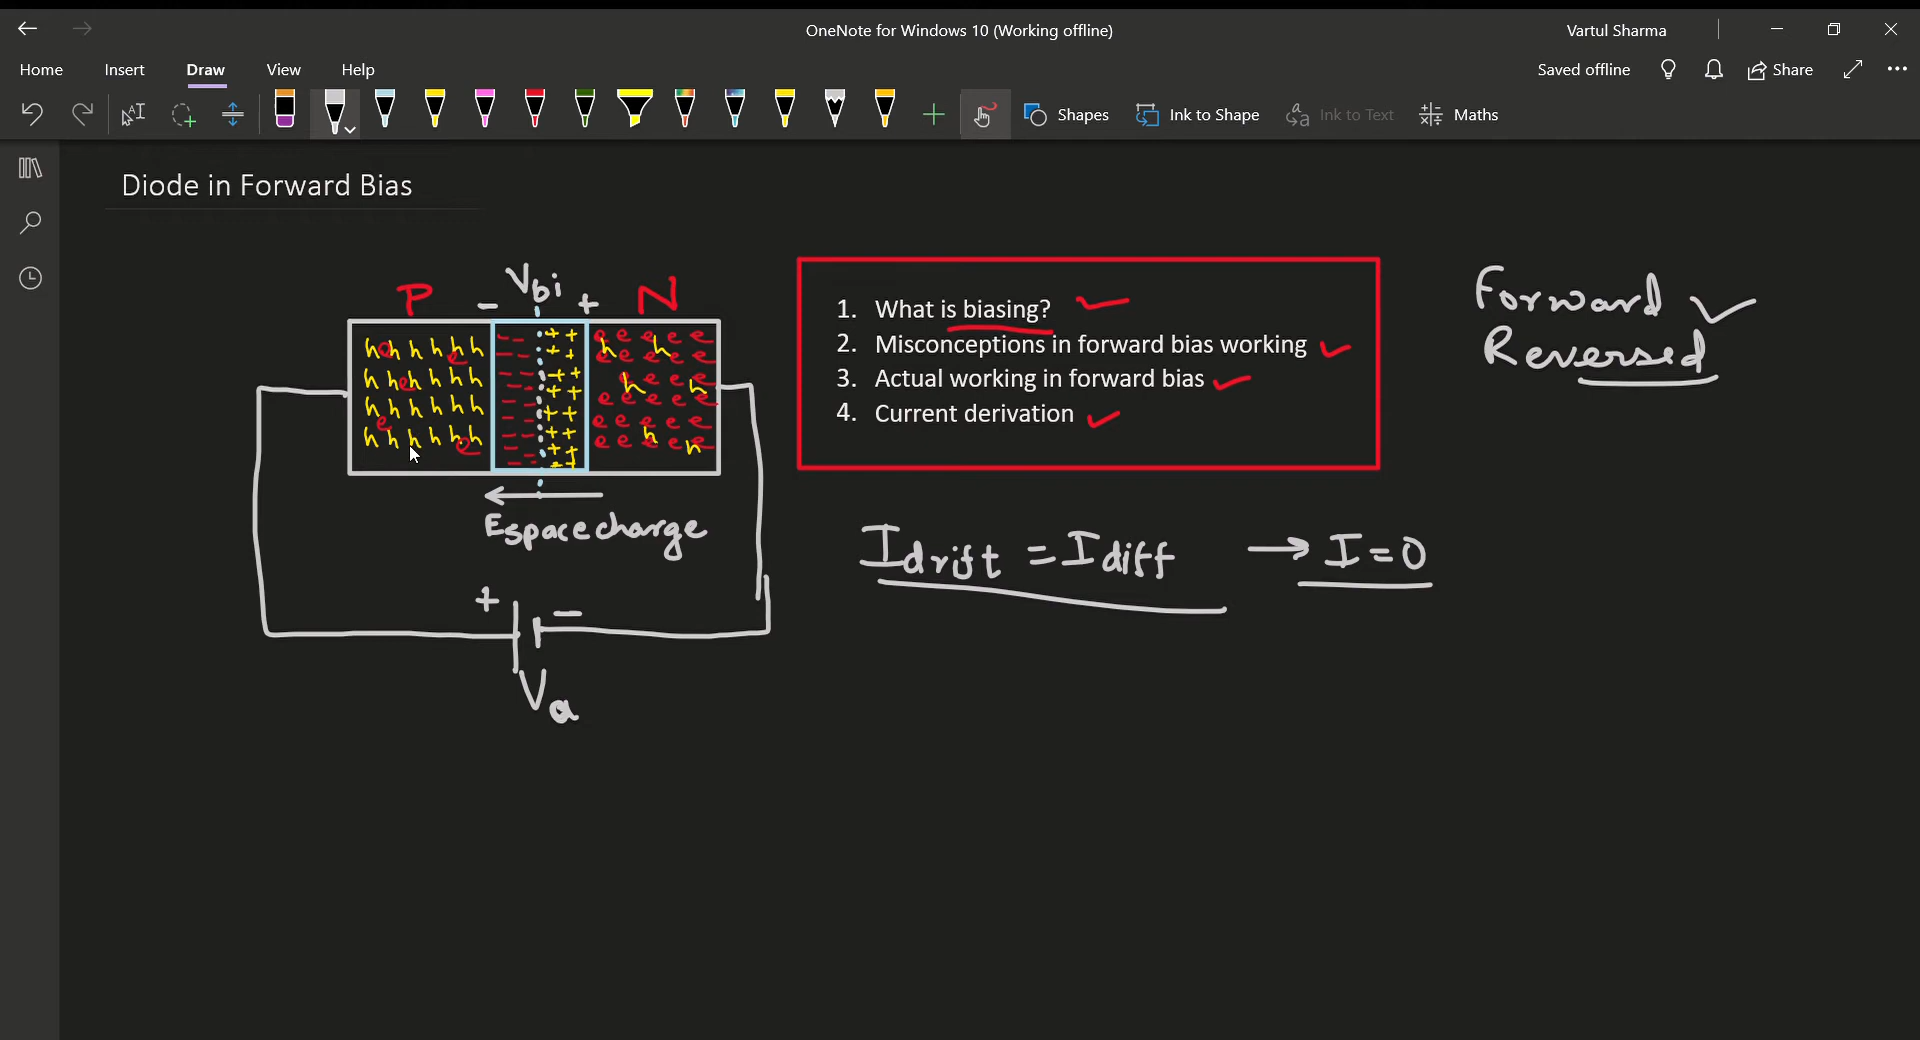 OneNote for Windows 10 (Working offline)
Vartul Sharma
Home Insert Draw View Help
Saved offline
Share
Shapes
Ink to Shape
Ink to Text
Maths
Diode in Forward Bias
P - Vbi + N
h h h h h h
h h h h h h
h h h h h h
h h h h h h
Espacecharge
+ -
Va
1. What is biasing?
2. Misconceptions in forward bias working
3. Actual working in forward bias
4. Current derivation
Forward
Reversed
Idrift = Idiff → I = 0